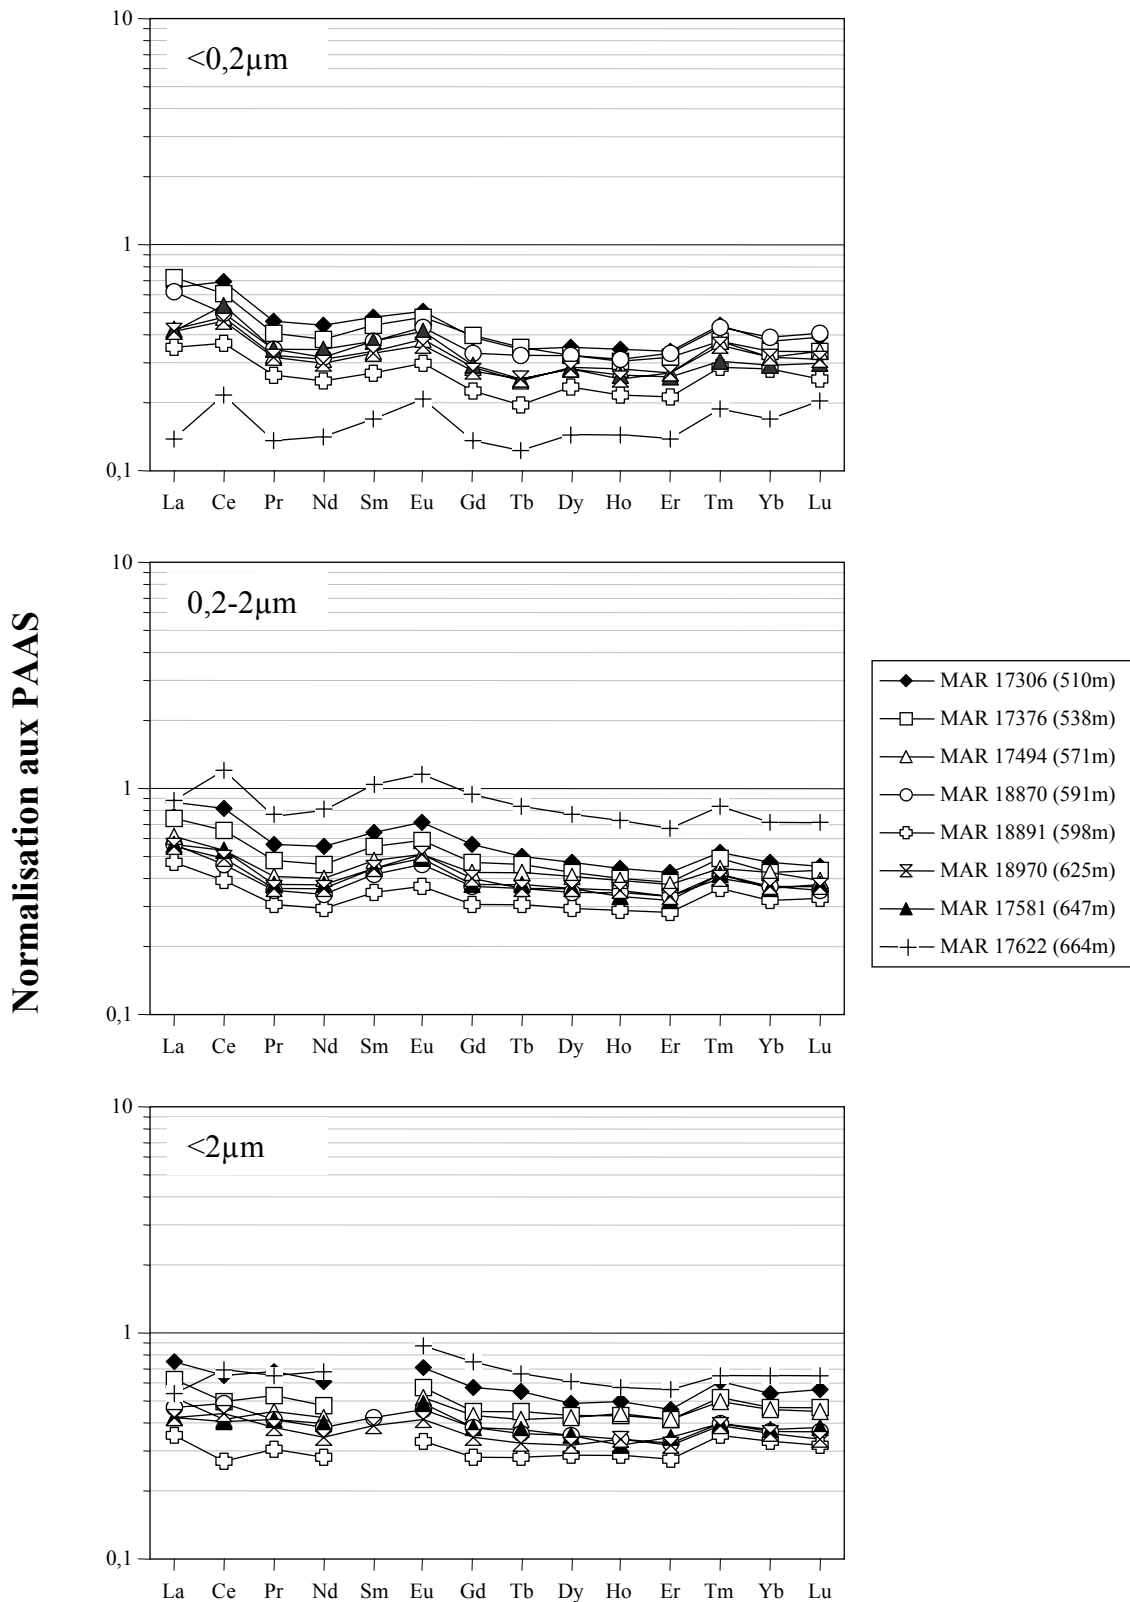 10
<0,2µm
1
0,1
La Ce Pr Nd Sm Eu Gd Tb Dy Ho Er Tm Yb Lu
Normalisation aux PAAS
10
0,2-2µm
1
0,1
La Ce Pr Nd Sm Eu Gd Tb Dy Ho Er Tm Yb Lu
MAR 17306 (510m)
MAR 17376 (538m)
MAR 17494 (571m)
MAR 18870 (591m)
MAR 18891 (598m)
MAR 18970 (625m)
MAR 17581 (647m)
MAR 17622 (664m)
10
<2µm
1
0,1
La Ce Pr Nd Sm Eu Gd Tb Dy Ho Er Tm Yb Lu